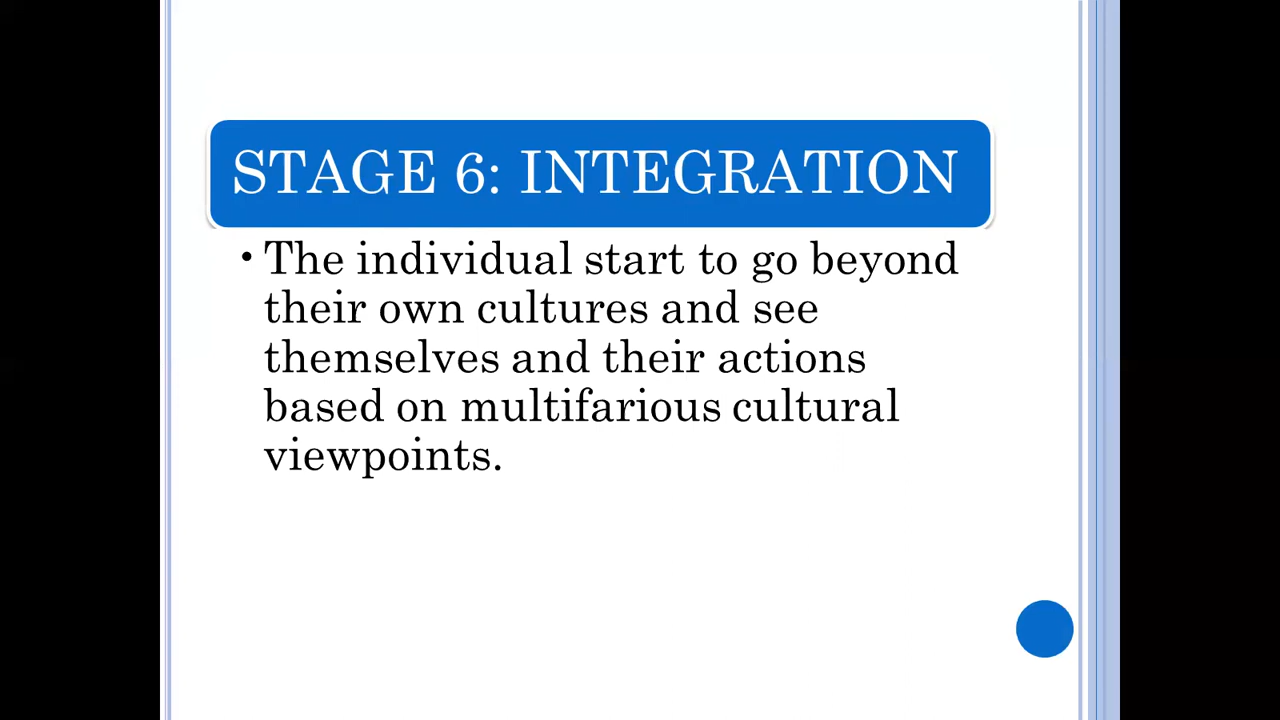 STAGE 6: INTEGRATION
• The individual start to go beyond
their own cultures and see
themselves and their actions
based on multifarious cultural
viewpoints.